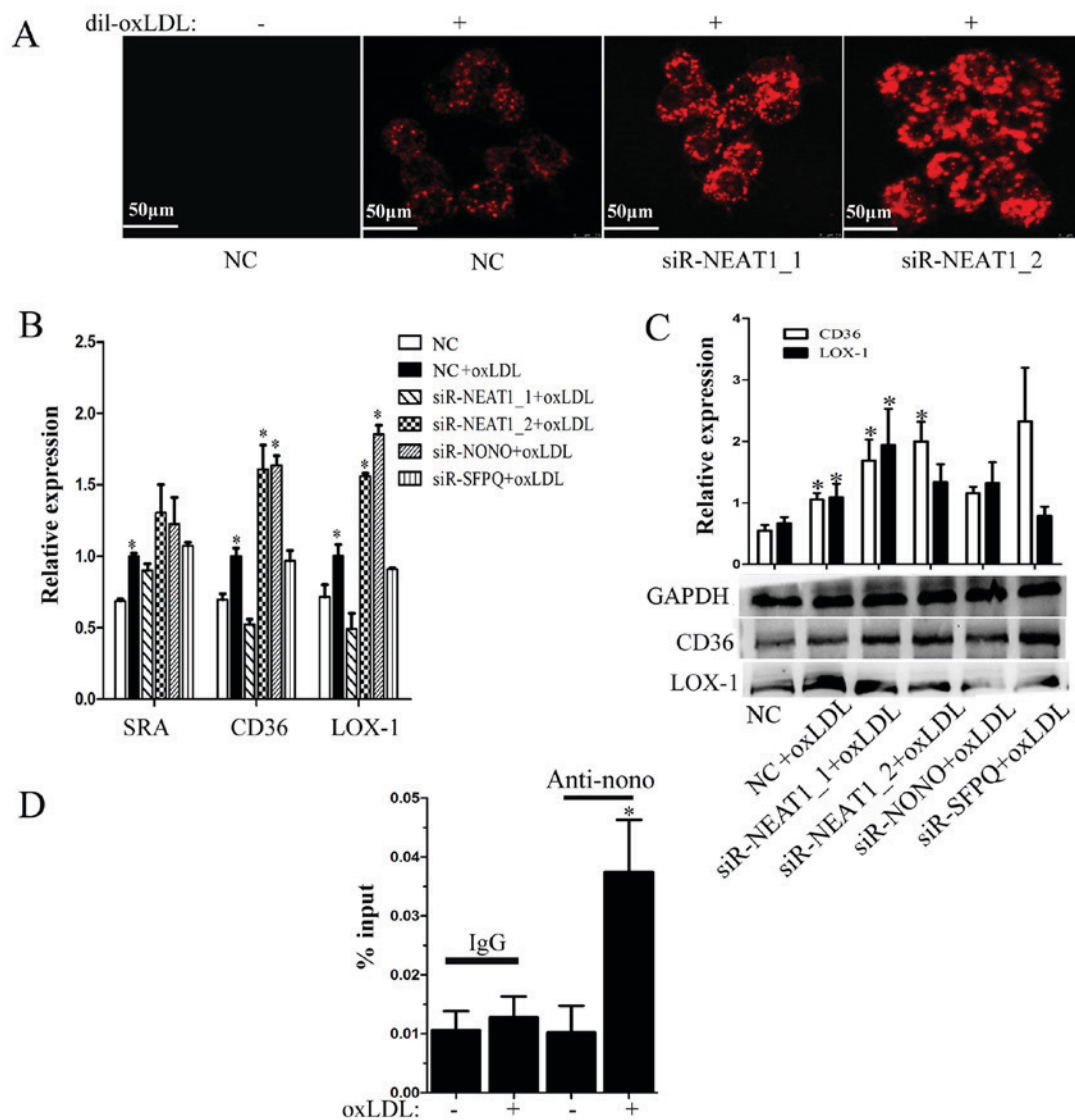 A
dil-oxLDL: - + + +
50μm 50μm 50μm 50μm
NC NC siR-NEAT1_1 siR-NEAT1_2
B
Relative expression
2.5
2.0
1.5
1.0
0.5
0.0
* * * * * *
NC
NC+oxLDL
siR-NEAT1_1+oxLDL
siR-NEAT1_2+oxLDL
siR-NONO+oxLDL
siR-SFPQ+oxLDL
SRA CD36 LOX-1
C
Relative expression
4
3
2
1
0
CD36
LOX-1
* * * * *
GAPDH
CD36
LOX-1
NC
NC+oxLDL
siR-NEAT1_1+oxLDL
siR-NEAT1_2+oxLDL
siR-NONO+oxLDL
siR-SFPQ+oxLDL
D
% input
0.05
0.04
0.03
0.02
0.01
0.00
IgG
Anti-nono
*
oxLDL: - + - +